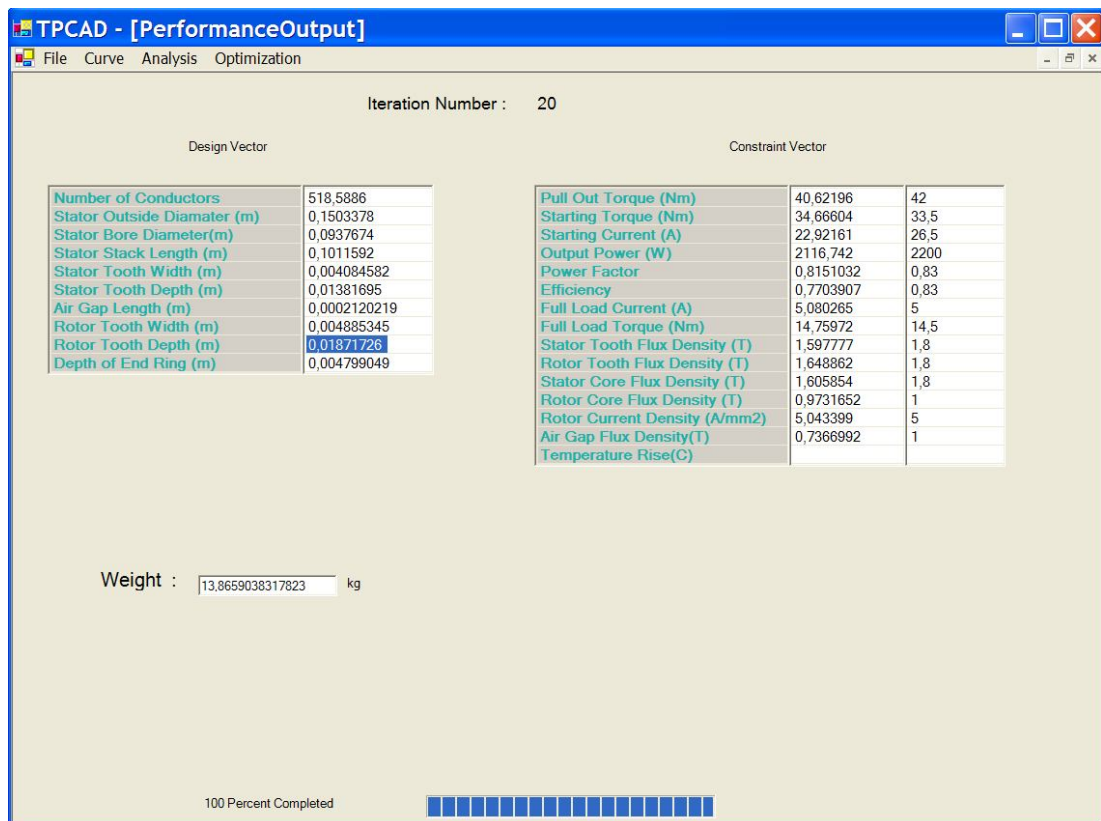 TPCAD - [PerformanceOutput]
File Curve Analysis Optimization
Iteration Number : 20
Design Vector
Number of Conductors 518,5886
Stator Outside Diamater (m) 0,1503378
Stator Bore Diameter(m) 0,0937674
Stator Stack Length (m) 0,1011592
Stator Tooth Width (m) 0,004084582
Stator Tooth Depth (m) 0,01381695
Air Gap Length (m) 0,0002120219
Rotor Tooth Width (m) 0,004885345
Rotor Tooth Depth (m) 0,01871726
Depth of End Ring (m) 0,004799049
Constraint Vector
Pull Out Torque (Nm) 40,62196 42
Starting Torque (Nm) 34,66604 33,5
Starting Current (A) 22,92161 26,5
Output Power (W) 2116,742 2200
Power Factor 0,8151032 0,83
Efficiency 0,7703907 0,83
Full Load Current (A) 5,080265 5
Full Load Torque (Nm) 14,75972 14,5
Stator Tooth Flux Density (T) 1,597777 1,8
Rotor Tooth Flux Density (T) 1,648862 1,8
Stator Core Flux Density (T) 1,605854 1,8
Rotor Core Flux Density (T) 0,9731652 1
Rotor Current Density (A/mm2) 5,043399 5
Air Gap Flux Density(T) 0,7366992 1
Temperature Rise(C)
Weight : 13,8659038317823 kg
100 Percent Completed